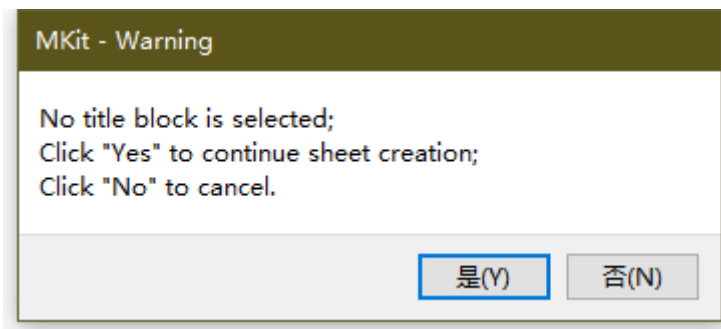 MKit - Warning
No title block is selected;
Click "Yes" to continue sheet creation;
Click "No" to cancel.
是(Y)
否(N)